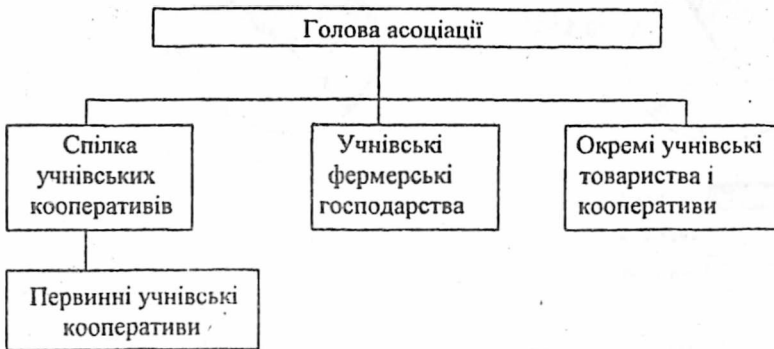 Голова асоціації
Спілка
учнівських
кооперативів
Учнівські
фермерські
господарства
Окремі учнівські
товариства і
кооперативи
Первинні учнівські
кооперативи